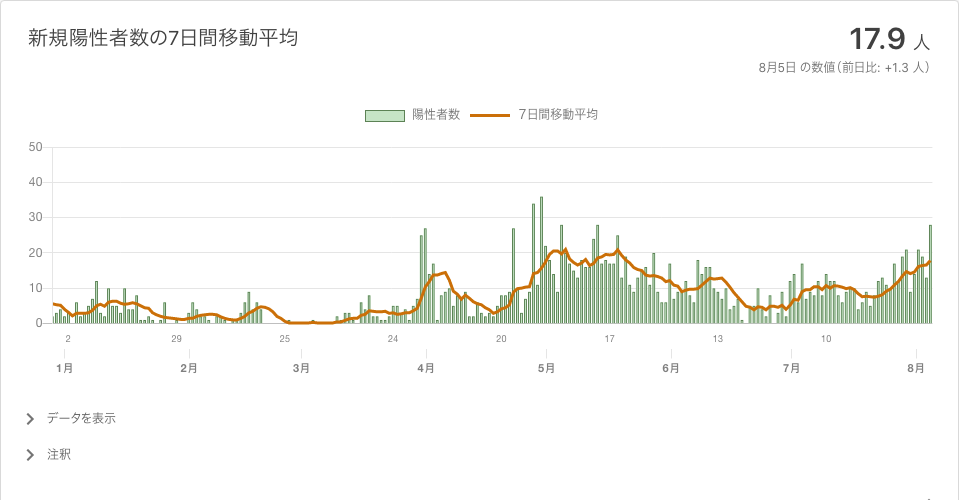 新規陽性者数の7日間移動平均
17.9 人
8月5日 の数値（前日比: +1.3 人）
陽性者数 7日間移動平均
50
40
30
20
10
0
2 29 25 24 20 17 13 10
1月 2月 3月 4月 5月 6月 7月 8月
データを表示
注釈